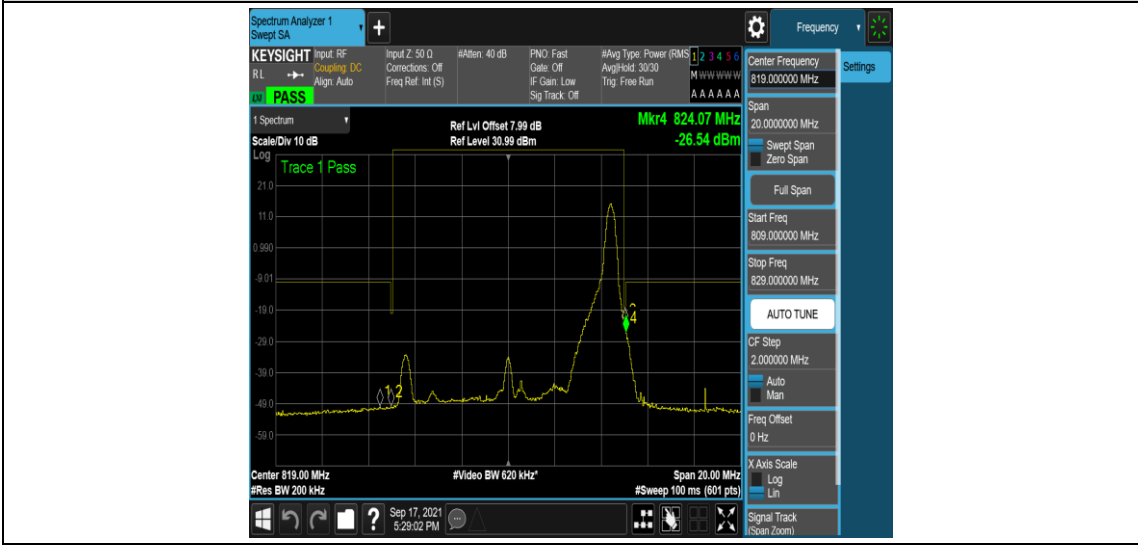 Spectrum Analyzer 1
Swept SA
+
Frequency
KEYSIGHT Input: RF
Coupling: DC
Align: Auto
R L
LM PASS
Input Z: 50 Ω
Corrections: Off
Freq Ref: Int (S)
#Atten: 40 dB
PNO: Fast
Gate: Off
IF Gain: Low
Sig Track: Off
#Avg Type: Power (RMS
Avg|Hold: 30/30
Trig: Free Run
1 2 3 4 5 6
M W W W W W
A A A A A A
Center Frequency
819.000000 MHz
Settings
Span
20.0000000 MHz
Swept Span
Zero Span
Full Span
Start Freq
809.000000 MHz
Stop Freq
829.000000 MHz
AUTO TUNE
CF Step
2.000000 MHz
Auto
Man
Freq Offset
0 Hz
X Axis Scale
Log
Lin
Signal Track
(Span Zoom)
1 Spectrum
Scale/Div 10 dB
Ref Lvl Offset 7.99 dB
Ref Level 30.99 dBm
Mkr4 824.07 MHz
-26.54 dBm
Log
Trace 1 Pass
21.0
11.0
0.990
-9.01
-19.0
-29.0
-39.0
-49.0
-59.0
1 2
4
Center 819.00 MHz
#Res BW 200 kHz
#Video BW 620 kHz*
Span 20.00 MHz
#Sweep 100 ms (601 pts)
?
Sep 17, 2021
5:29:02 PM